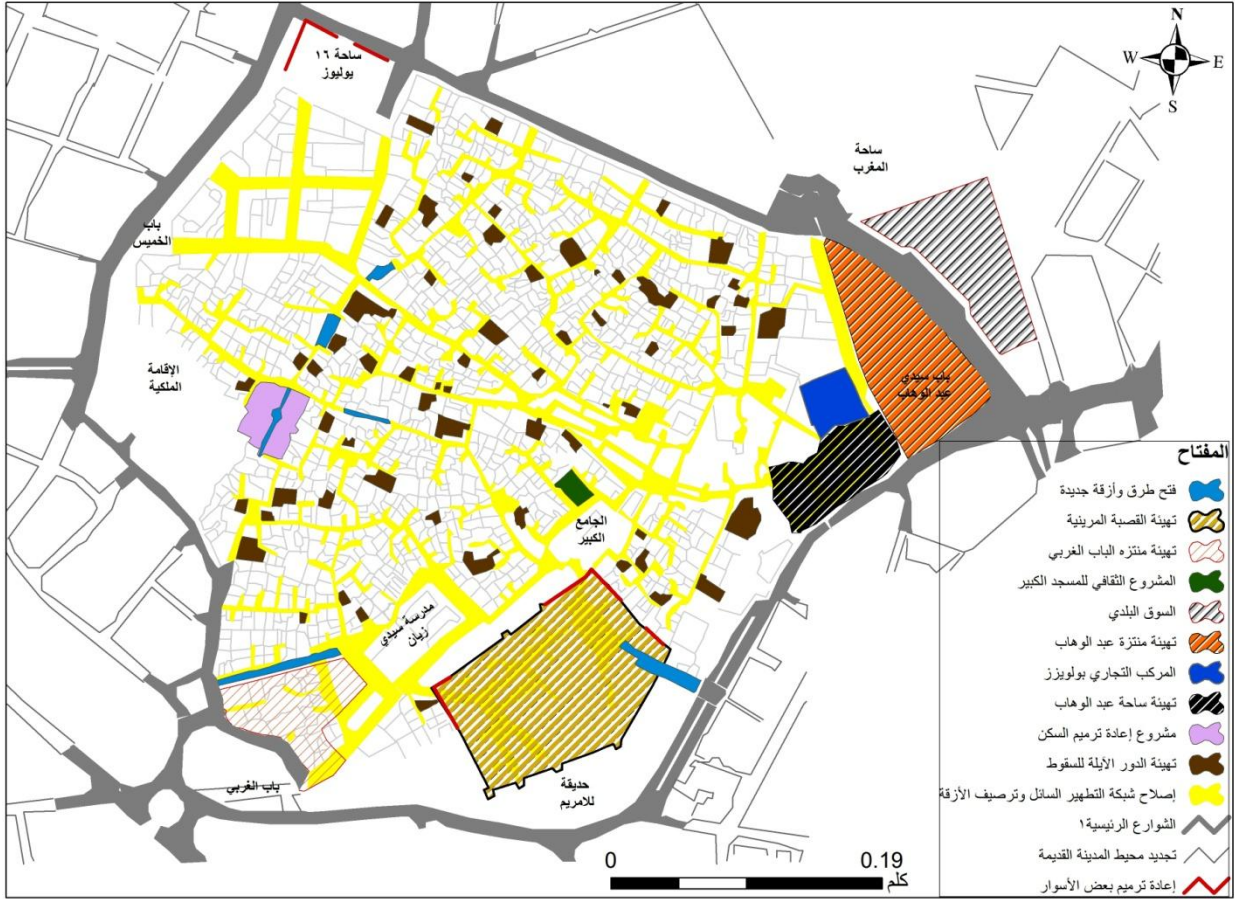 N
W E
S
ساحة ١٦
يوليوز
ساحة
المغرب
باب
الخميس
الإقامة
الملكية
باب سيدي
عبد الوهاب
الجامع
الكبير
مدرسة سيدي
زيان
باب الغربي
حديقة
للامريم
0 0.19
كلم
المفتاح
فتح طرق وأزقة جديدة
تهيئة القصبة المرينية
تهيئة منتزه الباب الغربي
المشروع الثقافي للمسجد الكبير
السوق البلدي
تهيئة منتزة عبد الوهاب
المركب التجاري بولويزز
تهيئة ساحة عبد الوهاب
مشروع إعادة ترميم السكن
تهيئة الدور الآيلة للسقوط
إصلاح شبكة التطهير السائل وترصيف الأزقة
الشوارع الرئيسية١
تجديد محيط المدينة القديمة
إعادة ترميم بعض الأسوار